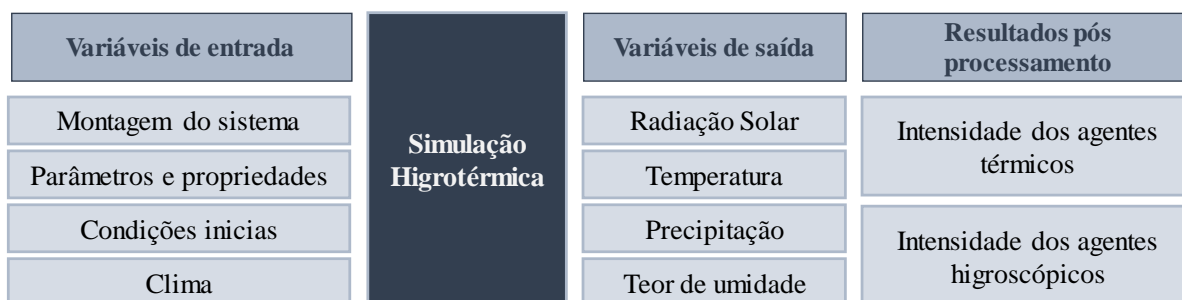 Variáveis de entrada
Montagem do sistema
Parâmetros e propriedades
Condições inicias
Clima
Simulação
Higrotérmica
Variáveis de saída
Radiação Solar
Temperatura
Precipitação
Teor de umidade
Resultados pós
processamento
Intensidade dos agentes
térmicos
Intensidade dos agentes
higroscópicos